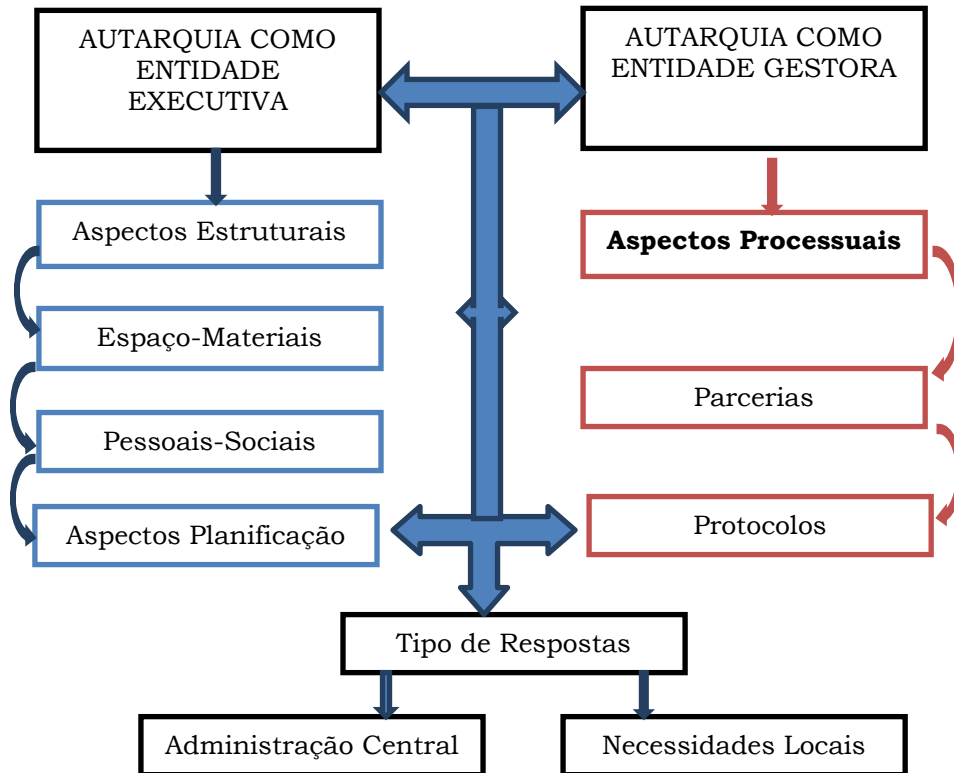 AUTARQUIA COMO
ENTIDADE
EXECUTIVA
AUTARQUIA COMO
ENTIDADE GESTORA
Aspectos Estruturais
Aspectos Processuais
Espaço-Materiais
Parcerias
Pessoais-Sociais
Aspectos Planificação
Protocolos
Tipo de Respostas
Administração Central
Necessidades Locais